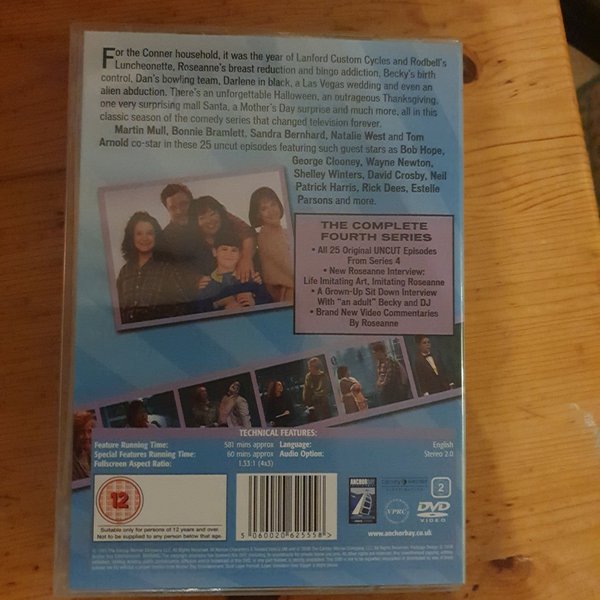 For the Conner household, it was the year of Lanford Custom Cycles and Rodbell's
Luncheonette, Roseanne's breast reduction and bingo addiction, Becky's birth
control, Dan's bowling team, Darlene in black, a Las Vegas wedding and even an
alien abduction. There's an unforgettable Halloween, an outrageous Thanksgiving,
one very surprising mall Santa, a Mother's Day surprise and much more, all in this
classic season of the comedy series that changed television forever.
Martin Mull, Bonnie Bramlett, Sandra Bernhard, Natalie West and Tom
Arnold co-star in these 25 uncut episodes featuring such guest stars as Bob Hope,
George Clooney, Wayne Newton,
Shelley Winters, David Crosby, Neil
Patrick Harris, Rick Dees, Estelle
Parsons and more.
THE COMPLETE
FOURTH SERIES
• All 25 Original UNCUT Episodes
From Series 4
• New Roseanne Interview:
Life Imitating Art, Imitating Roseanne
• A Grown-Up Sit Down Interview
With "an adult" Becky and DJ
• Brand New Video Commentaries
By Roseanne
TECHNICAL FEATURES:
Feature Running Time: 581 mins approx Language: English
Special Features Running Time: 60 mins approx Audio Option: Stereo 2.0
Fullscreen Aspect Ratio: 1.33:1 (4x3)
12
Suitable only for persons of 12 years and over
Not to be supplied to any person below that age.
5 060020 625558 >
ANCHOR BAY
VPRC
2
DVD
VIDEO
www.anchorbay.co.uk